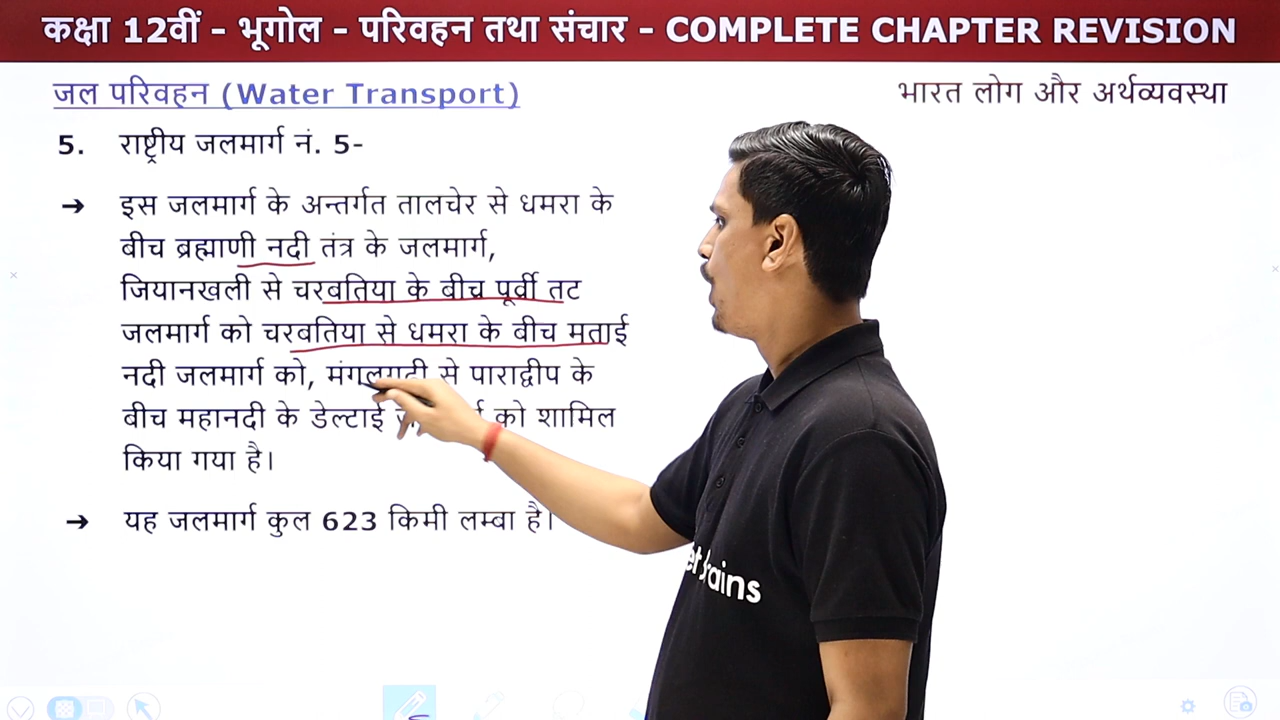 कक्षा 12वीं - भूगोल - परिवहन तथा संचार - COMPLETE CHAPTER REVISION
जल परिवहन (Water Transport)
भारत लोग और अर्थव्यवस्था
5. राष्ट्रीय जलमार्ग नं. 5-
➔ इस जलमार्ग के अन्तर्गत तालचेर से धमरा के
बीच ब्रह्माणी नदी तंत्र के जलमार्ग,
जियानखली से चरबतिया के बीच पूर्वी तट
जलमार्ग को चरबतिया से धमरा के बीच मताई
नदी जलमार्ग को, से पाराद्वीप के
बीच महानदी के डेल्टाई को शामिल
किया गया है।
➔ यह जलमार्ग कुल 623 किमी लम्बा है।